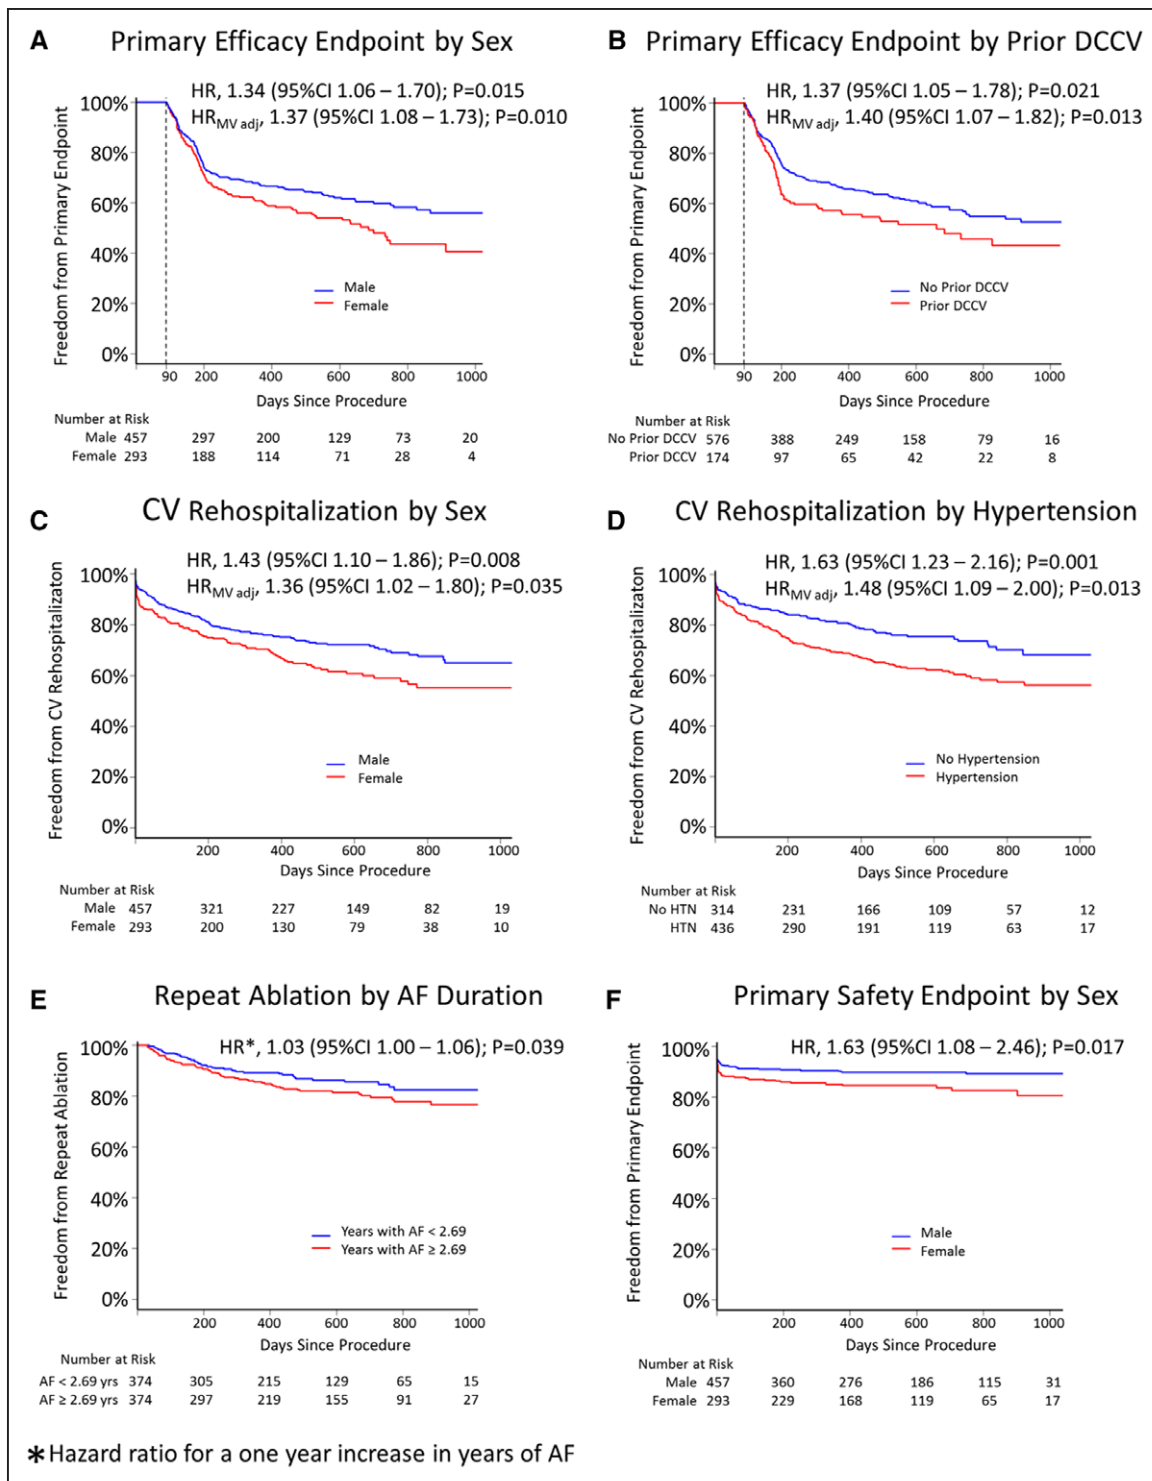 A Primary Efficacy Endpoint by Sex
HR, 1.34 (95%CI 1.06 – 1.70); P=0.015
HR MV adj, 1.37 (95%CI 1.08 – 1.73); P=0.010
Freedom from Primary Endpoint
100%
80%
60%
40%
20%
0%
Male
Female
90 200 400 600 800 1000
Days Since Procedure
Number at Risk
Male 457 297 200 129 73 20
Female 293 188 114 71 28 4
B Primary Efficacy Endpoint by Prior DCCV
HR, 1.37 (95%CI 1.05 – 1.78); P=0.021
HR MV adj, 1.40 (95%CI 1.07 – 1.82); P=0.013
Freedom from Primary Endpoint
100%
80%
60%
40%
20%
0%
No Prior DCCV
Prior DCCV
90 200 400 600 800 1000
Days Since Procedure
Number at Risk
No Prior DCCV 576 388 249 158 79 16
Prior DCCV 174 97 65 42 22 8
C CV Rehospitalization by Sex
HR, 1.43 (95%CI 1.10 – 1.86); P=0.008
HR MV adj, 1.36 (95%CI 1.02 – 1.80); P=0.035
Freedom from CV Rehospitalizaton
100%
80%
60%
40%
20%
0%
Male
Female
200 400 600 800 1000
Days Since Procedure
Number at Risk
Male 457 321 227 149 82 19
Female 293 200 130 79 38 10
D CV Rehospitalization by Hypertension
HR, 1.63 (95%CI 1.23 – 2.16); P=0.001
HR MV adj, 1.48 (95%CI 1.09 – 2.00); P=0.013
Freedom from CV Rehospitalizaton
100%
80%
60%
40%
20%
0%
No Hypertension
Hypertension
200 400 600 800 1000
Days Since Procedure
Number at Risk
No HTN 314 231 166 109 57 12
HTN 436 290 191 119 63 17
E Repeat Ablation by AF Duration
HR*, 1.03 (95%CI 1.00 – 1.06); P=0.039
Freedom from Repeat Ablation
100%
80%
60%
40%
20%
0%
Years with AF < 2.69
Years with AF ≥ 2.69
200 400 600 800 1000
Days Since Procedure
Number at Risk
AF < 2.69 yrs 374 305 215 129 65 15
AF ≥ 2.69 yrs 374 297 219 155 91 27
F Primary Safety Endpoint by Sex
HR, 1.63 (95%CI 1.08 – 2.46); P=0.017
Freedom from Primary Endpoint
100%
80%
60%
40%
20%
0%
Male
Female
200 400 600 800 1000
Days Since Procedure
Number at Risk
Male 457 360 276 186 115 31
Female 293 229 168 119 65 17
* Hazard ratio for a one year increase in years of AF